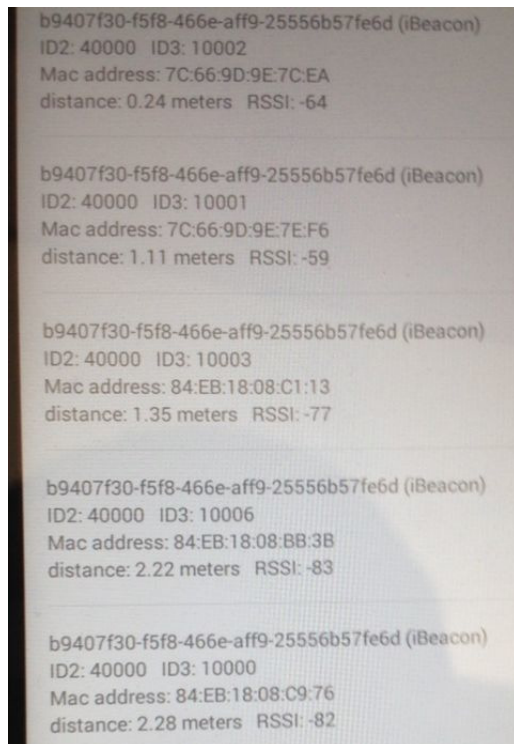 b9407f30-f5f8-466e-aff9-25556b57fe6d (iBeacon)
ID2: 40000 ID3: 10002
Mac address: 7C:66:9D:9E:7C:EA
distance: 0.24 meters RSSI: -64
b9407f30-f5f8-466e-aff9-25556b57fe6d (iBeacon)
ID2: 40000 ID3: 10001
Mac address: 7C:66:9D:9E:7E:F6
distance: 1.11 meters RSSI: -59
b9407f30-f5f8-466e-aff9-25556b57fe6d (iBeacon)
ID2: 40000 ID3: 10003
Mac address: 84:EB:18:08:C1:13
distance: 1.35 meters RSSI: -77
b9407f30-f5f8-466e-aff9-25556b57fe6d (iBeacon)
ID2: 40000 ID3: 10006
Mac address: 84:EB:18:08:BB:3B
distance: 2.22 meters RSSI: -83
b9407f30-f5f8-466e-aff9-25556b57fe6d (iBeacon)
ID2: 40000 ID3: 10000
Mac address: 84:EB:18:08:C9:76
distance: 2.28 meters RSSI: -82